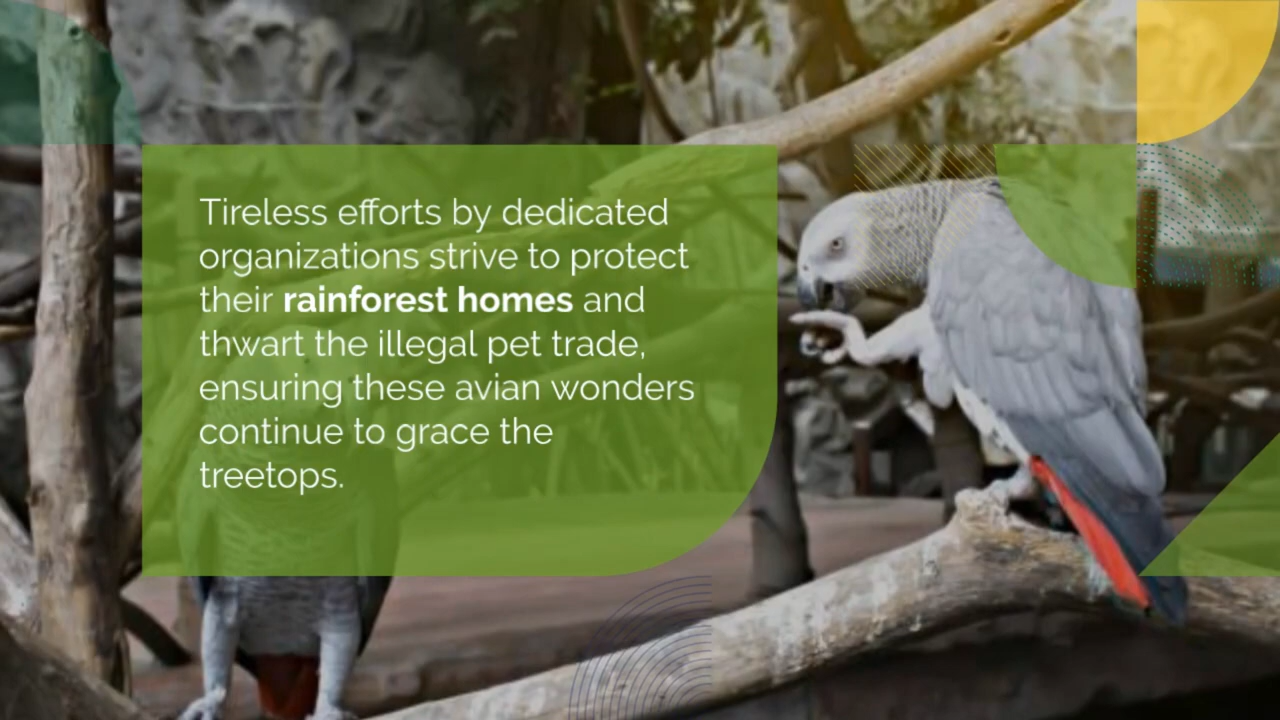 Tireless efforts by dedicated
organizations strive to protect
their rainforest homes and
thwart the illegal pet trade,
ensuring these avian wonders
continue to grace the
treetops.